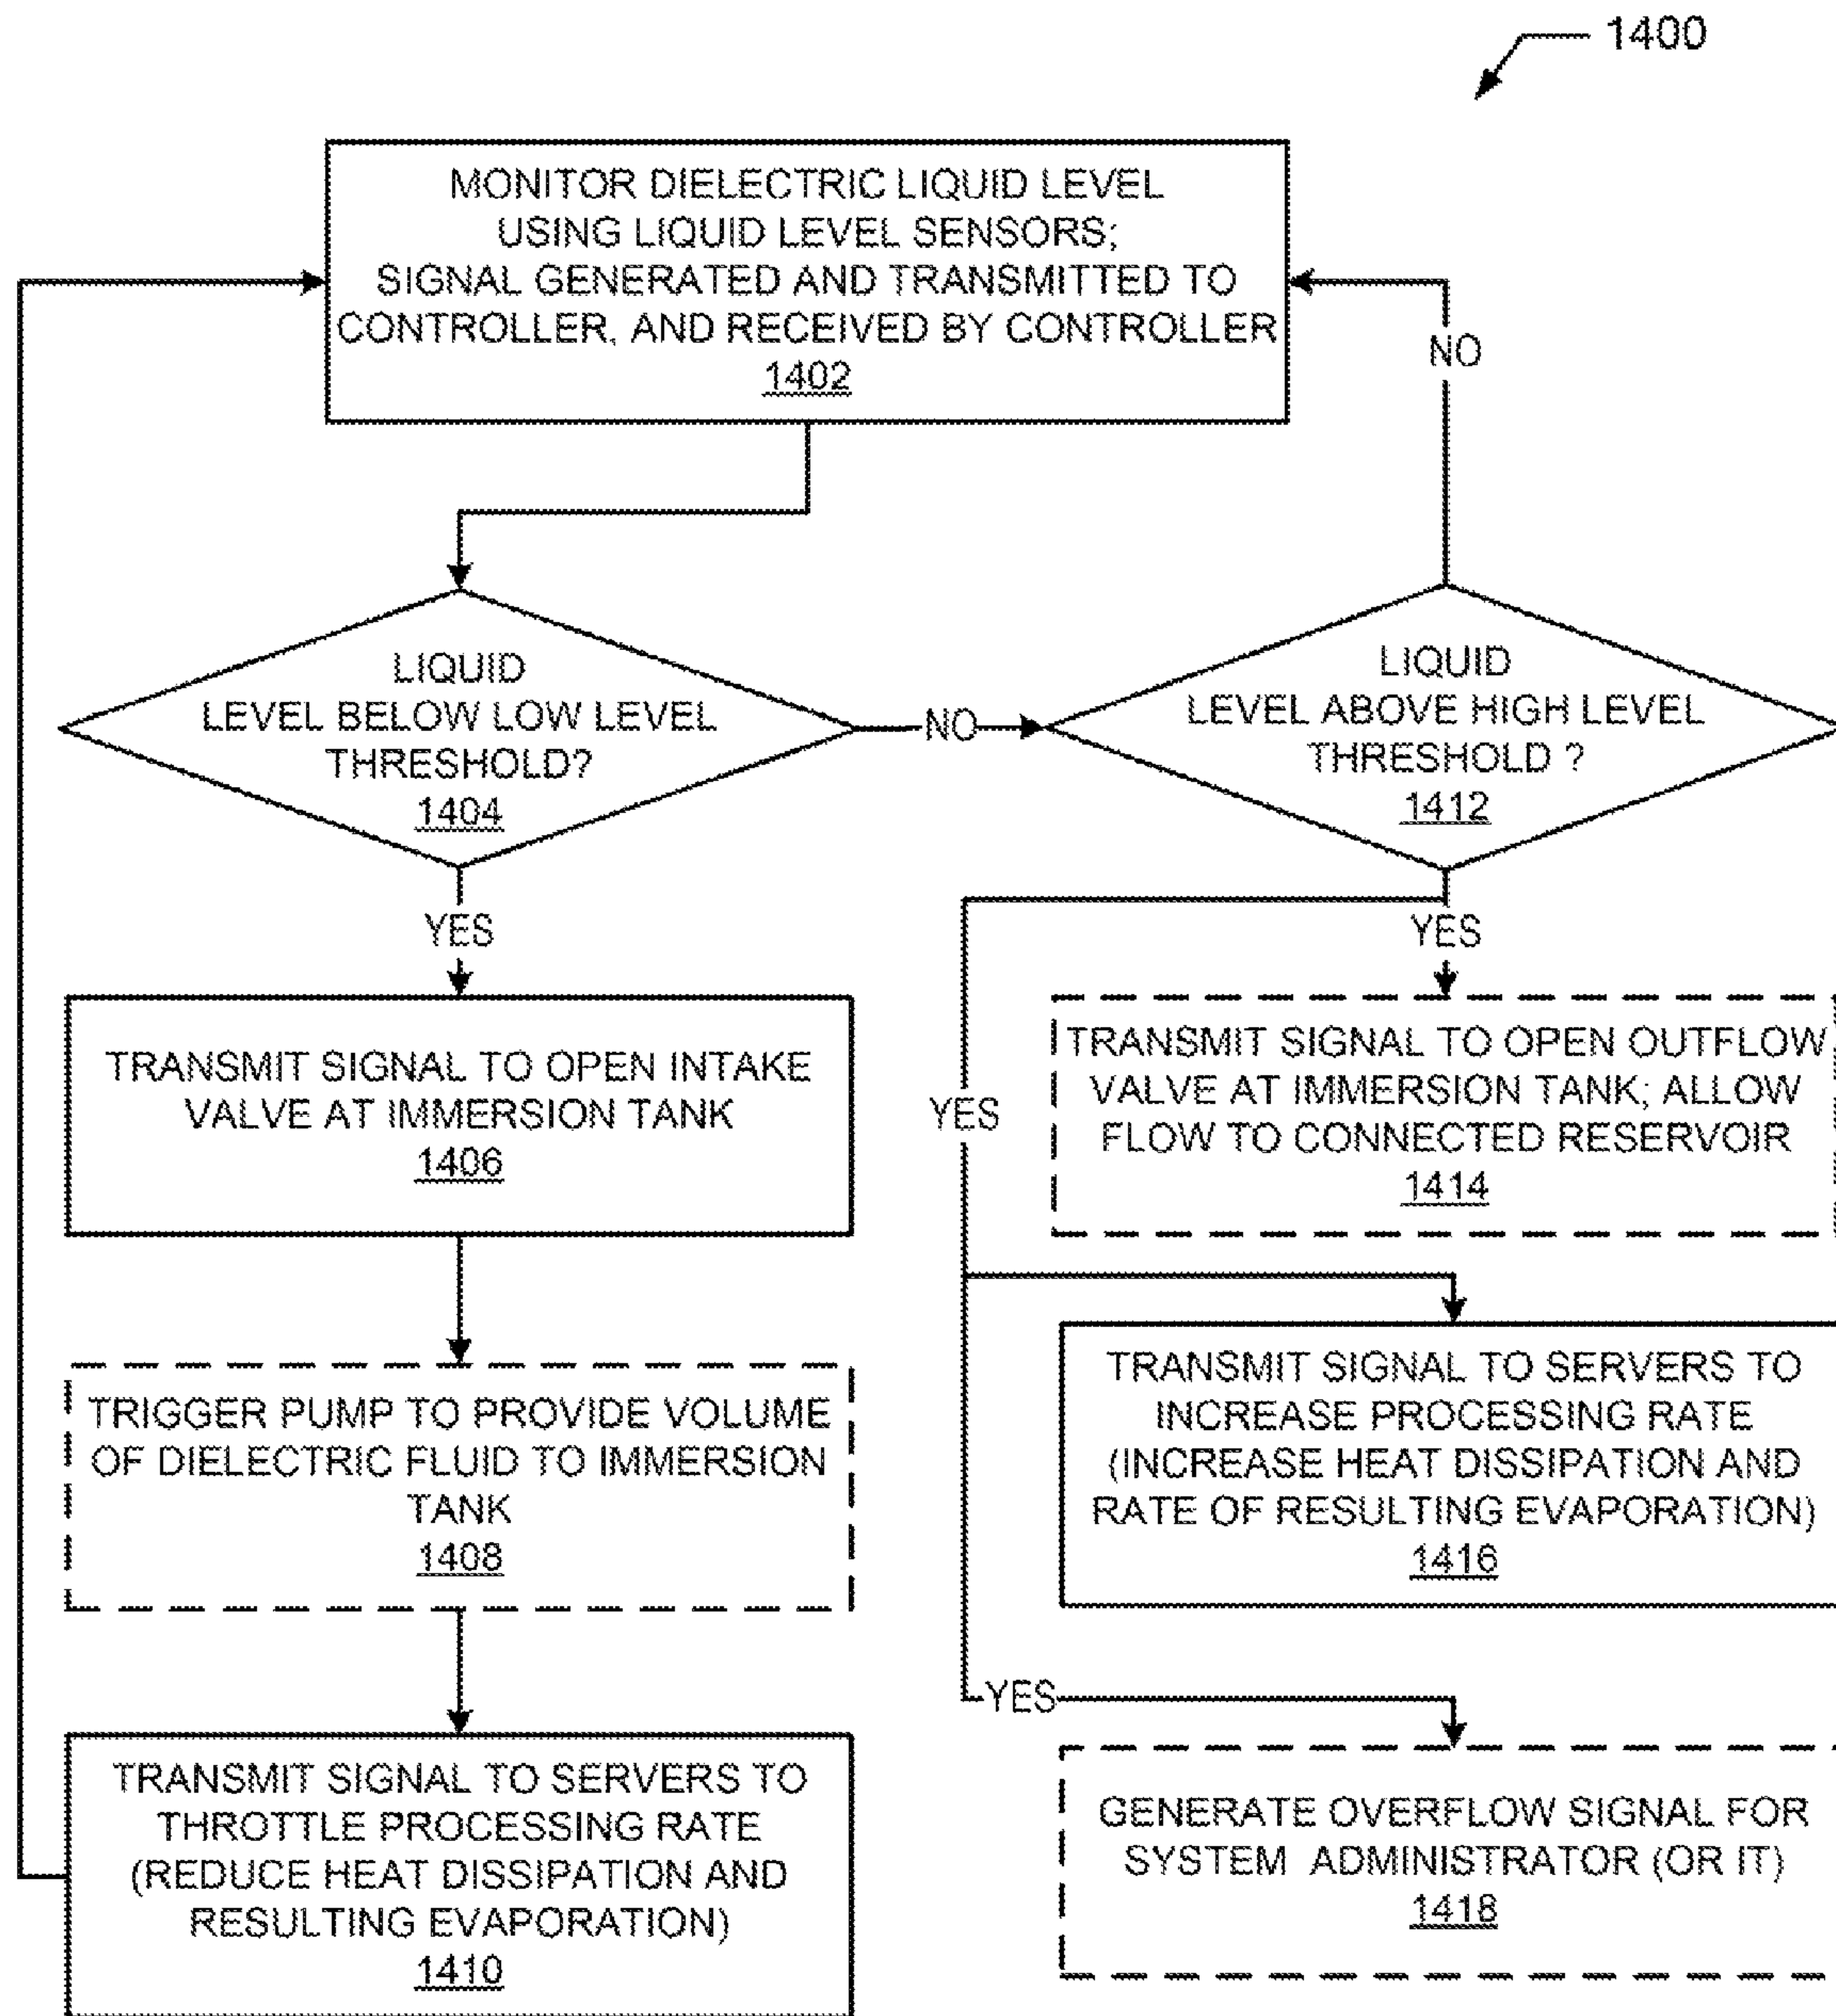 1400
MONITOR DIELECTRIC LIQUID LEVEL
USING LIQUID LEVEL SENSORS;
SIGNAL GENERATED AND TRANSMITTED TO
CONTROLLER, AND RECEIVED BY CONTROLLER
1402
NO
LIQUID
LEVEL BELOW LOW LEVEL
THRESHOLD?
1404
NO
LIQUID
LEVEL ABOVE HIGH LEVEL
THRESHOLD ?
1412
YES
YES
YES
TRANSMIT SIGNAL TO OPEN INTAKE
VALVE AT IMMERSION TANK
1406
TRANSMIT SIGNAL TO OPEN OUTFLOW
VALVE AT IMMERSION TANK; ALLOW
FLOW TO CONNECTED RESERVOIR
1414
TRIGGER PUMP TO PROVIDE VOLUME
OF DIELECTRIC FLUID TO IMMERSION
TANK
1408
TRANSMIT SIGNAL TO SERVERS TO
INCREASE PROCESSING RATE
(INCREASE HEAT DISSIPATION AND
RATE OF RESULTING EVAPORATION)
1416
YES
TRANSMIT SIGNAL TO SERVERS TO
THROTTLE PROCESSING RATE
(REDUCE HEAT DISSIPATION AND
RESULTING EVAPORATION)
1410
GENERATE OVERFLOW SIGNAL FOR
SYSTEM ADMINISTRATOR (OR IT)
1418